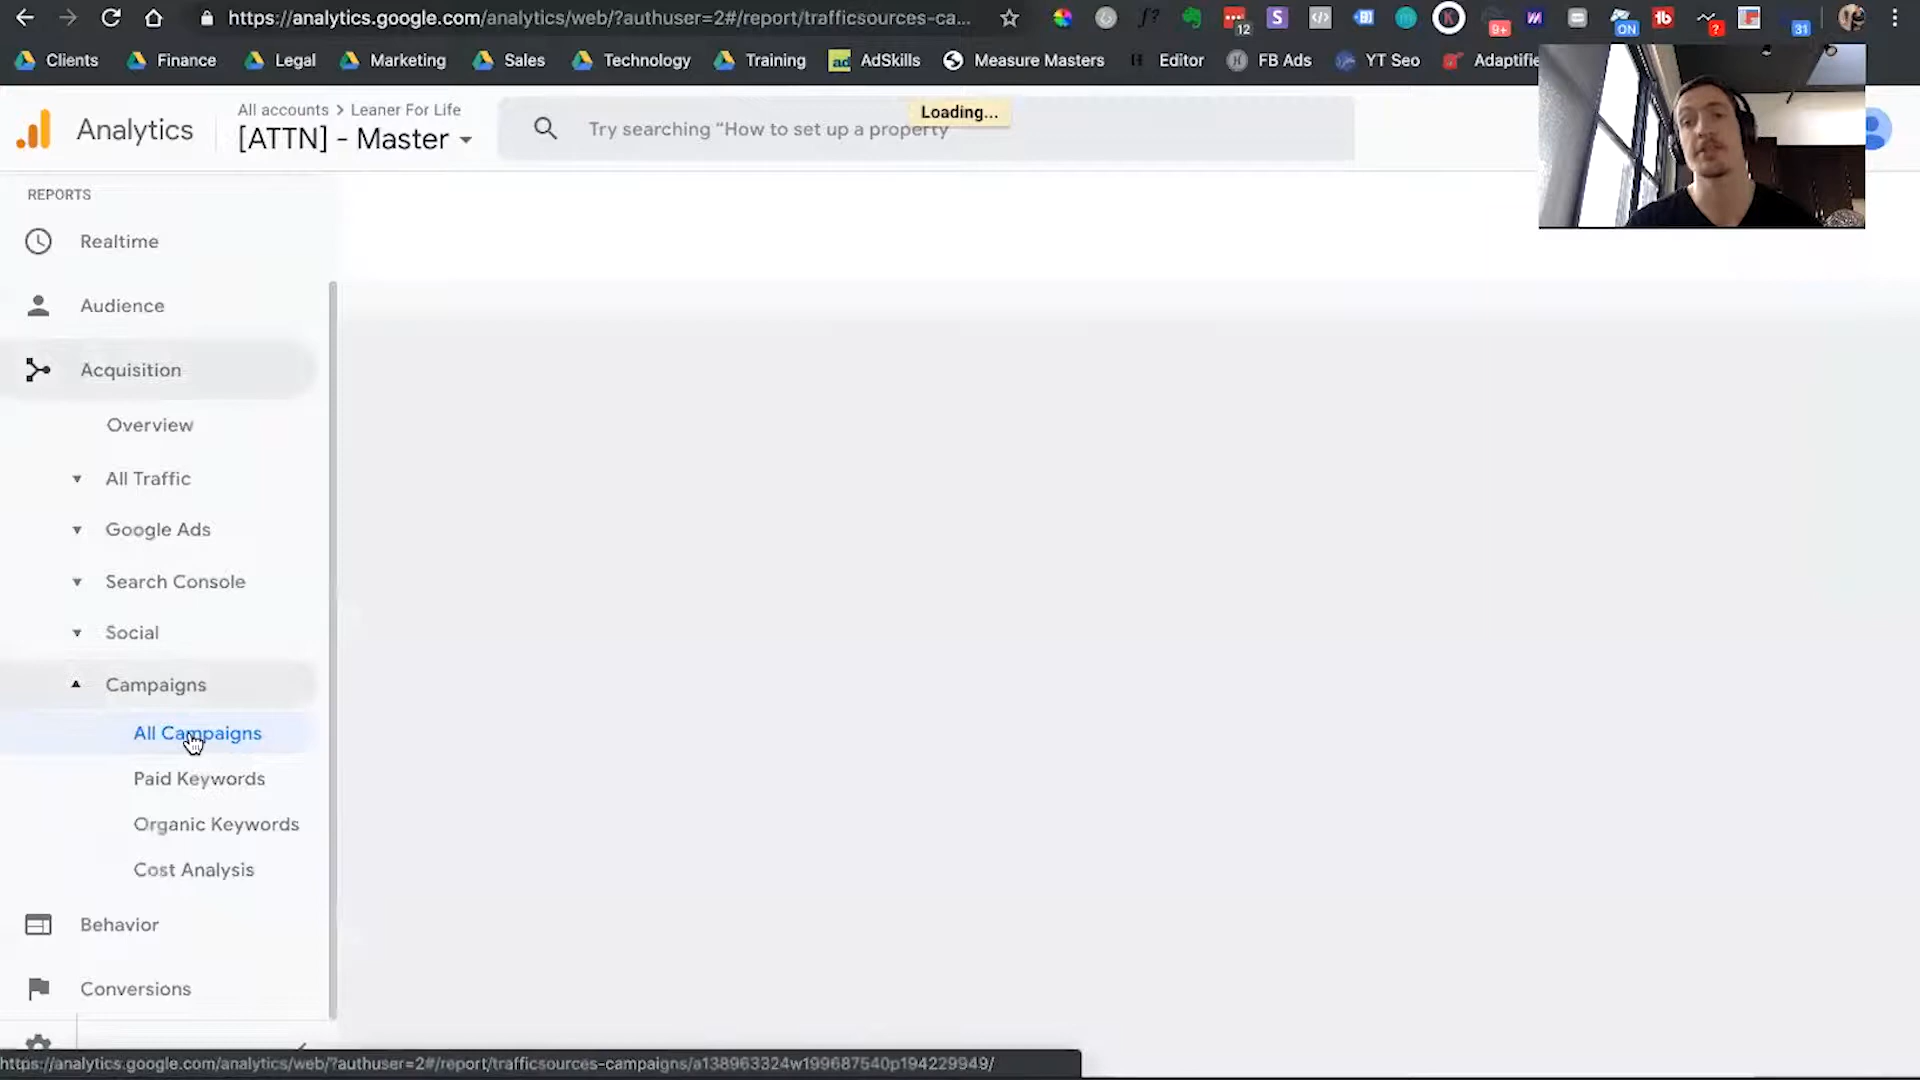 https://analytics.google.com/analytics/web/?authuser=2#/report/trafficsources-ca...
12
9+
ON
?
31
Clients
Finance
Legal
Marketing
Sales
Technology
Training
AdSkills
Measure Masters
Editor
FB Ads
YT Seo
Adaptifie
Analytics
All accounts > Leaner For Life
[ATTN] - Master
Try searching “How to set up a property
Loading...
REPORTS
Realtime
Audience
Acquisition
Overview
All Traffic
Google Ads
Search Console
Social
Campaigns
All Campaigns
Paid Keywords
Organic Keywords
Cost Analysis
Behavior
Conversions
https://analytics.google.com/analytics/web/?authuser=2#/report/trafficsources-campaigns/a138963324w199687540p194229949/